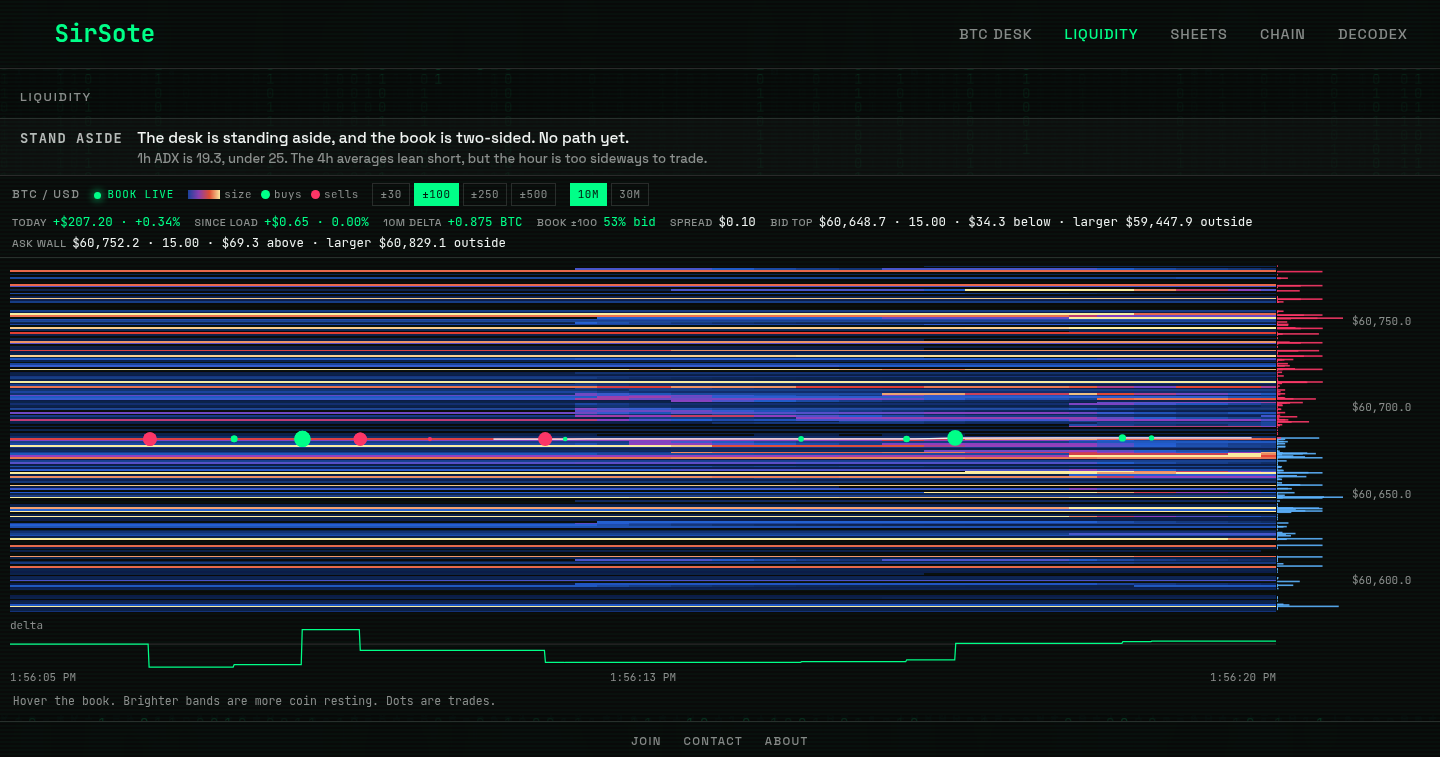 SirSote
BTC DESK LIQUIDITY SHEETS CHAIN DECODEX
LIQUIDITY
STAND ASIDE The desk is standing aside, and the book is two-sided. No path yet.
1h ADX is 19.3, under 25. The 4h averages lean short, but the hour is too sideways to trade.
BTC / USD BOOK LIVE size buys sells ±30 ±100 ±250 ±500 10M 30M
TODAY +$207.20 · +0.34% SINCE LOAD +$0.65 · 0.00% 10M DELTA +0.875 BTC BOOK ±100 53% bid SPREAD $0.10 BID TOP $60,648.7 · 15.00 · $34.3 below · larger $59,447.9 outside
ASK WALL $60,752.2 · 15.00 · $69.3 above · larger $60,829.1 outside
$60,750.0
$60,700.0
$60,650.0
$60,600.0
delta
1:56:05 PM 1:56:13 PM 1:56:20 PM
Hover the book. Brighter bands are more coin resting. Dots are trades.
JOIN CONTACT ABOUT